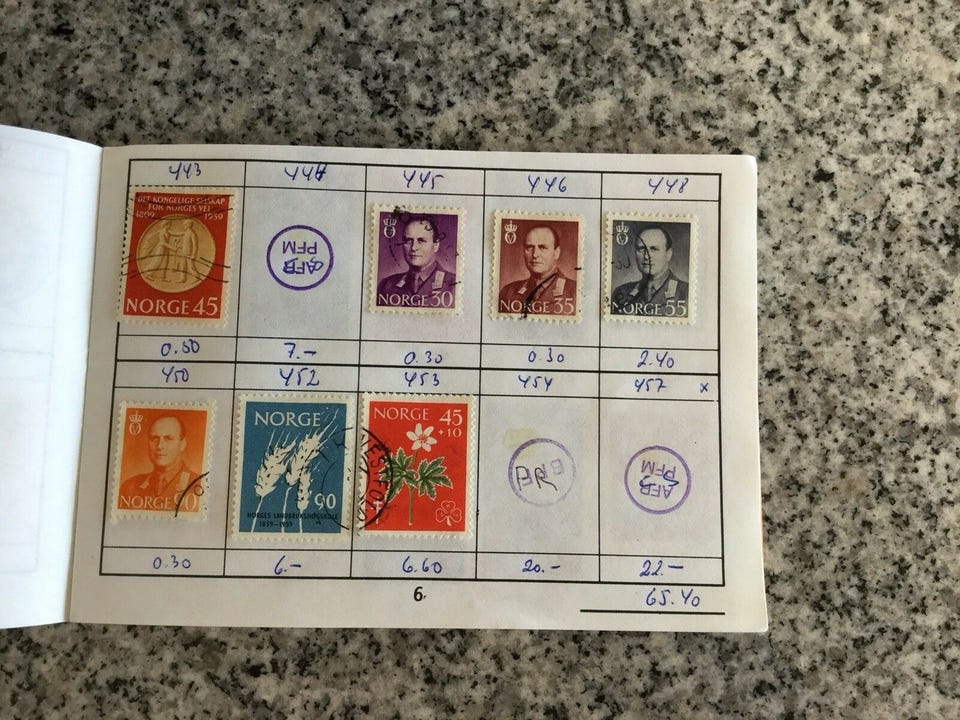 443 444 445 446 448
DET KONGELIGE SELSKAP
FOR NORGES VEL
1809 1959
NORGE 45
AFB
PFM
NORGE 30
NORGE 35
NORGE 55
0.50 7.— 0.30 0.30 2.40
450 452 453 454 457 x
NORGE 90
NORGE
90
NORGES LANDBRUKSHØGSKOLE
1859-1959
NORGE 45
+10
BR
AFB
PFM
0.30 6.— 6.60 20.— 22.—
6.
65.40